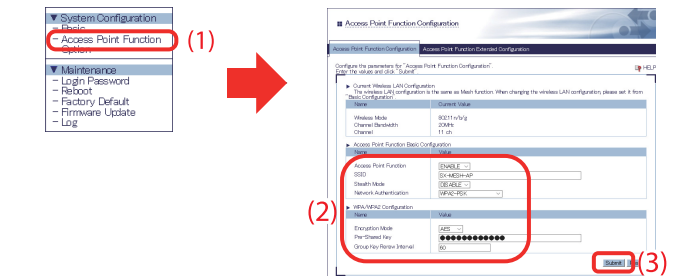 ▼ System Configuration
- Basic
- Access Point Function
- Option
(1)
▼ Maintenance
- Login Password
- Reboot
- Factory Default
- Firmware Update
- Log
Access Point Function Configuration
Access Point Function Configuration Access Point Function Extended Configuration
Configure the parameters for "Access Point Function Configuration".
Enter the values and click "Submit"
HELP
► Current Wireless LAN Configuration
The wireless LAN configuration is the same as Mesh function. When changing the wireless LAN configuration, please set it from
"Basic Configuration"
Name Current Value
Wireless Mode 802.11n/b/g
Channel Bandwidth 20MHz
Channel 11 ch
► Access Point Function Basic Configuration
Name Value
Access Point Function ENABLE
SSID SX-MESH-AP
Stealth Mode DISABLE
Network Authentication WPA2-PSK
(2)
► WPA/WPA2 Configuration
Name Value
Encryption Mode AES
Pre-Shared Key ●●●●●●●●●●●●
Group Key Renew Interval 60
Submit
(3)